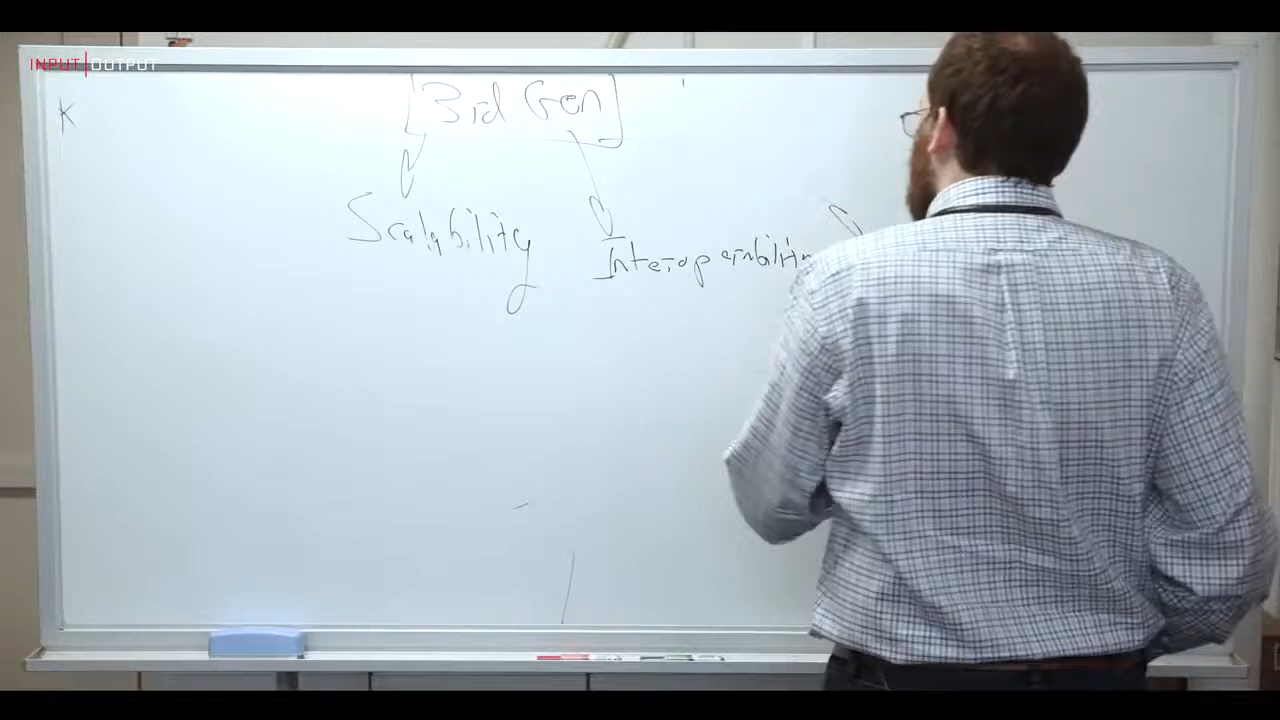 INPUT|OUTPUT
K
3rd Gen
Scalability
Interoperability